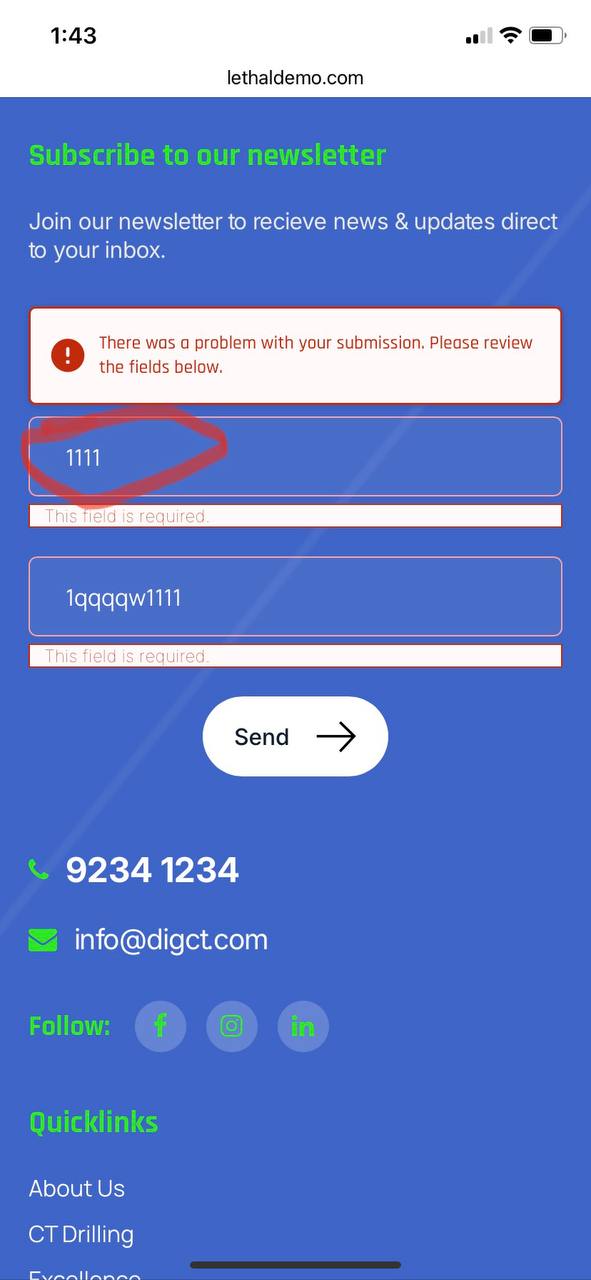 1:43
lethaldemo.com
Subscribe to our newsletter
Join our newsletter to recieve news & updates direct
to your inbox.
There was a problem with your submission. Please review
the fields below.
1111
This field is required.
1qqqqw1111
This field is required.
Send
9234 1234
info@digct.com
Follow:
Quicklinks
About Us
CT Drilling
Excellence